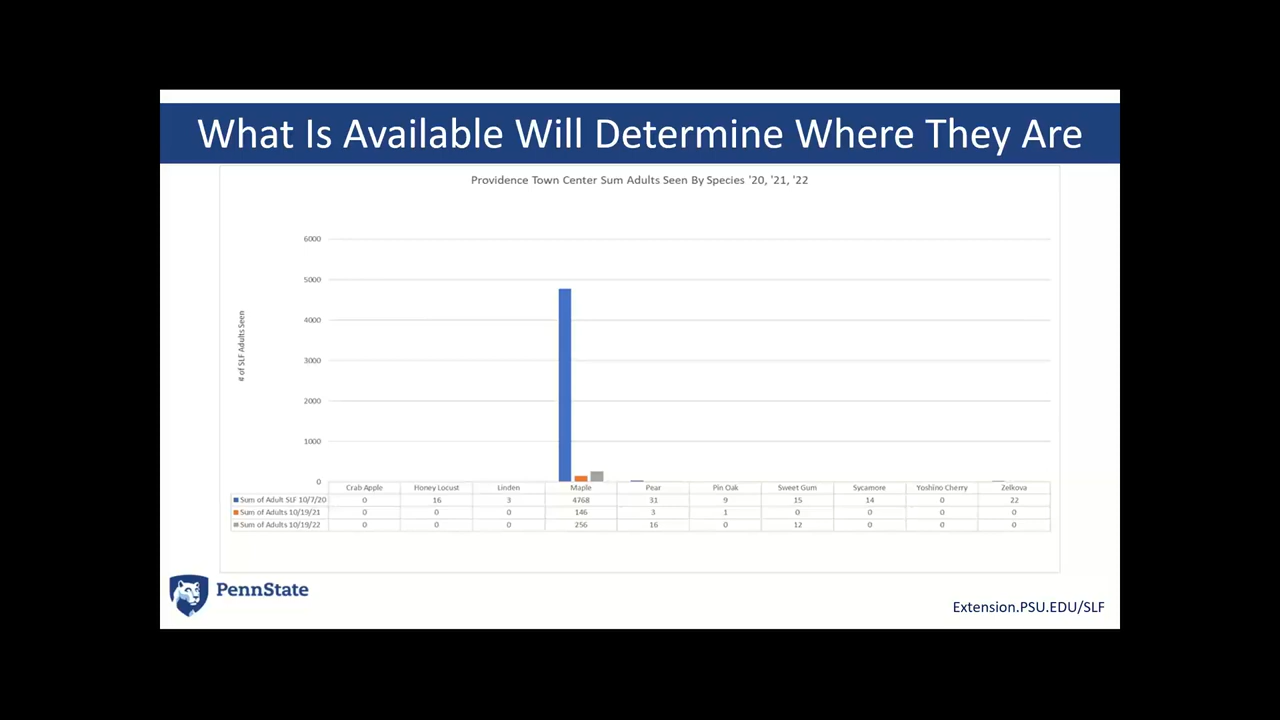 What Is Available Will Determine Where They Are
Providence Town Center Sum Adults Seen By Species '20, '21, '22
# of SLF Adults Seen
6000
5000
4000
3000
2000
1000
0
Crab Apple Honey Locust Linden Maple Pear Pin Oak Sweet Gum Sycamore Yoshino Cherry Zelkova
Sum of Adult SLF 10/7/20 0 16 3 4768 31 9 15 14 0 22
Sum of Adults 10/19/21 0 0 0 146 3 1 0 0 0 0
Sum of Adults 10/19/22 0 0 0 256 16 0 12 0 0 0
PennState
Extension.PSU.EDU/SLF